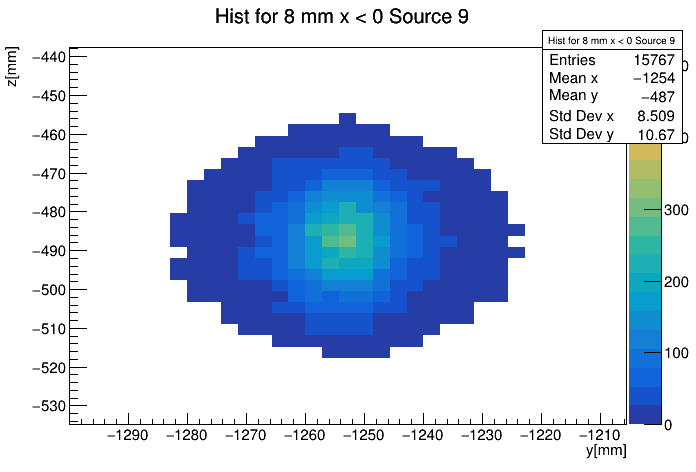 Hist for 8 mm x < 0 Source 9
z[mm]
−440
−450
−460
−470
−480
−490
−500
−510
−520
−530
−1290
−1280
−1270
−1260
−1250
−1240
−1230
−1220
−1210
y[mm]
Hist for 8 mm x < 0 Source 9
Entries 15767
Mean x −1254
Mean y −487
Std Dev x 8.509
Std Dev y 10.67
0
0
300
200
100
0